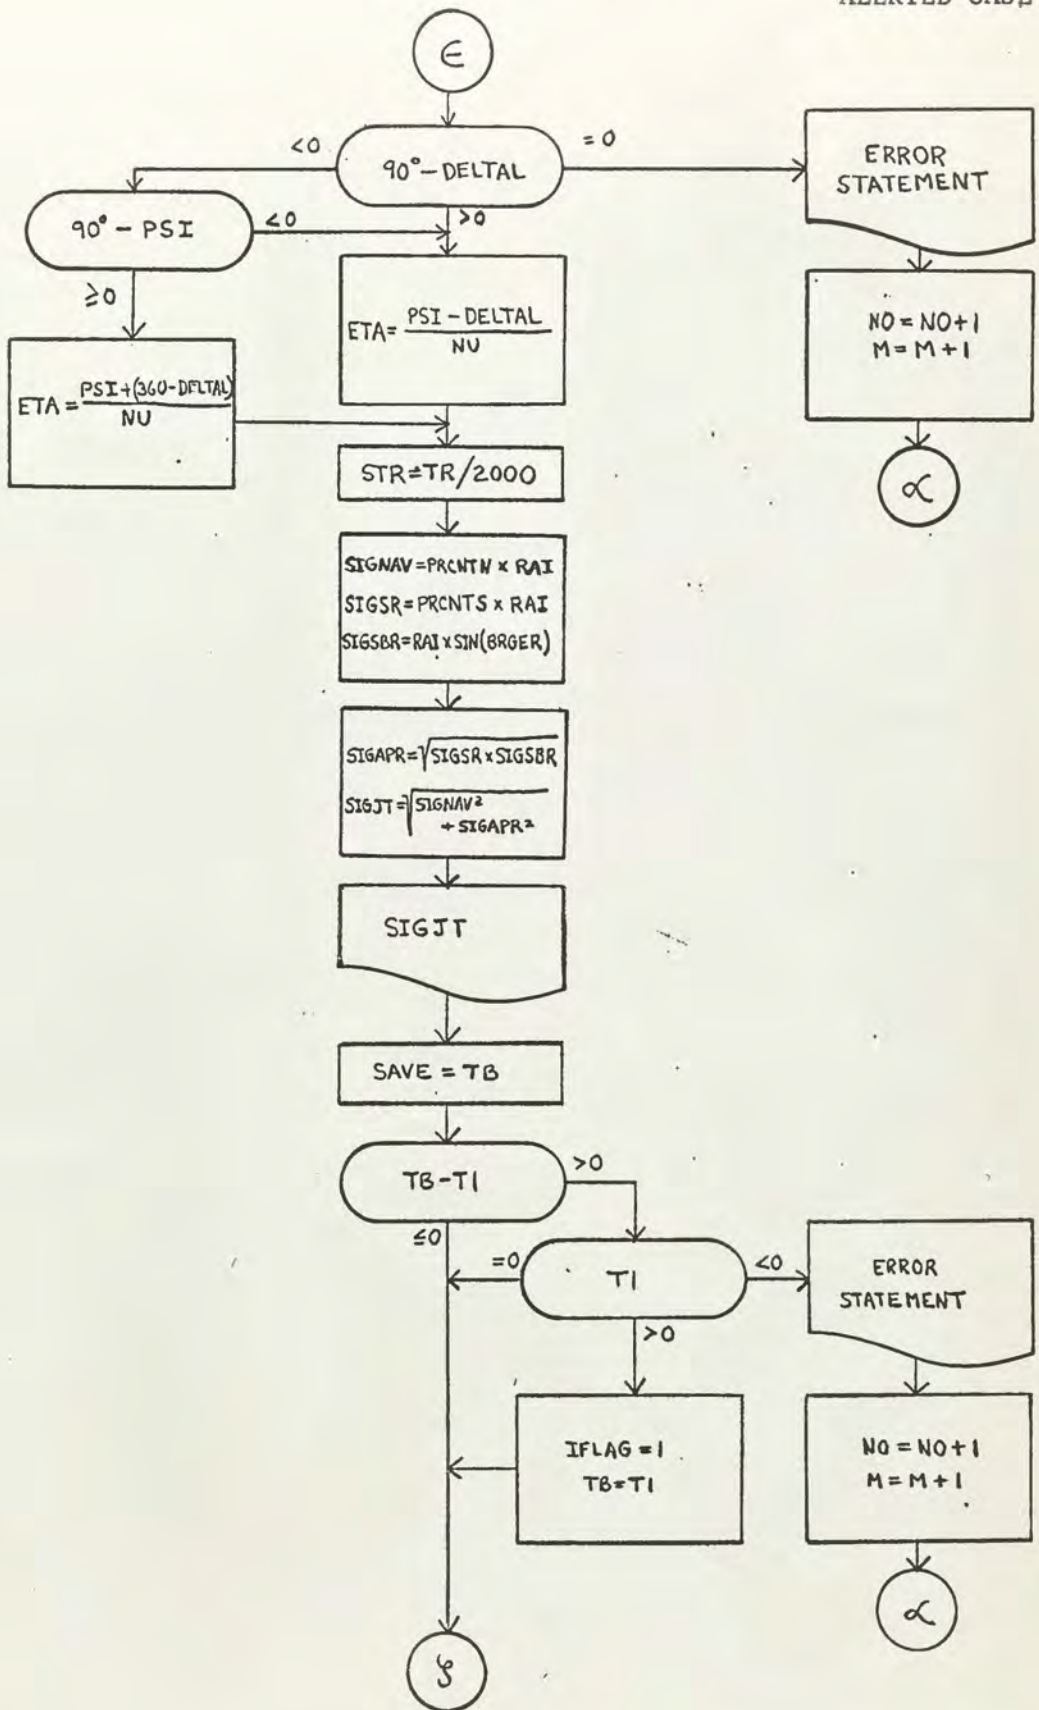 ϵ
90°-DELTAL
<0
=0
>0
ERROR
STATEMENT
90°-PSI
<0
≥0
ETA = PSI-DELTAL
NU
NO=NO+1
M=M+1
ETA = PSI+(360-DELTAL)
NU
STR=TR/2000
∝
SIGNAV=PRCNTN x RAI
SIGSR=PRCNTS x RAI
SIGSBR=RAI x SIN(BRGER)
SIGAPR=√SIGSR x SIGSBR
SIGJT=√SIGNAV²
+ SIGAPR²
SIGJT
SAVE = TB
TB-T1
>0
≤0
T1
=0
<0
>0
ERROR
STATEMENT
IFLAG=1
TB=T1
NO=NO+1
M=M+1
∝